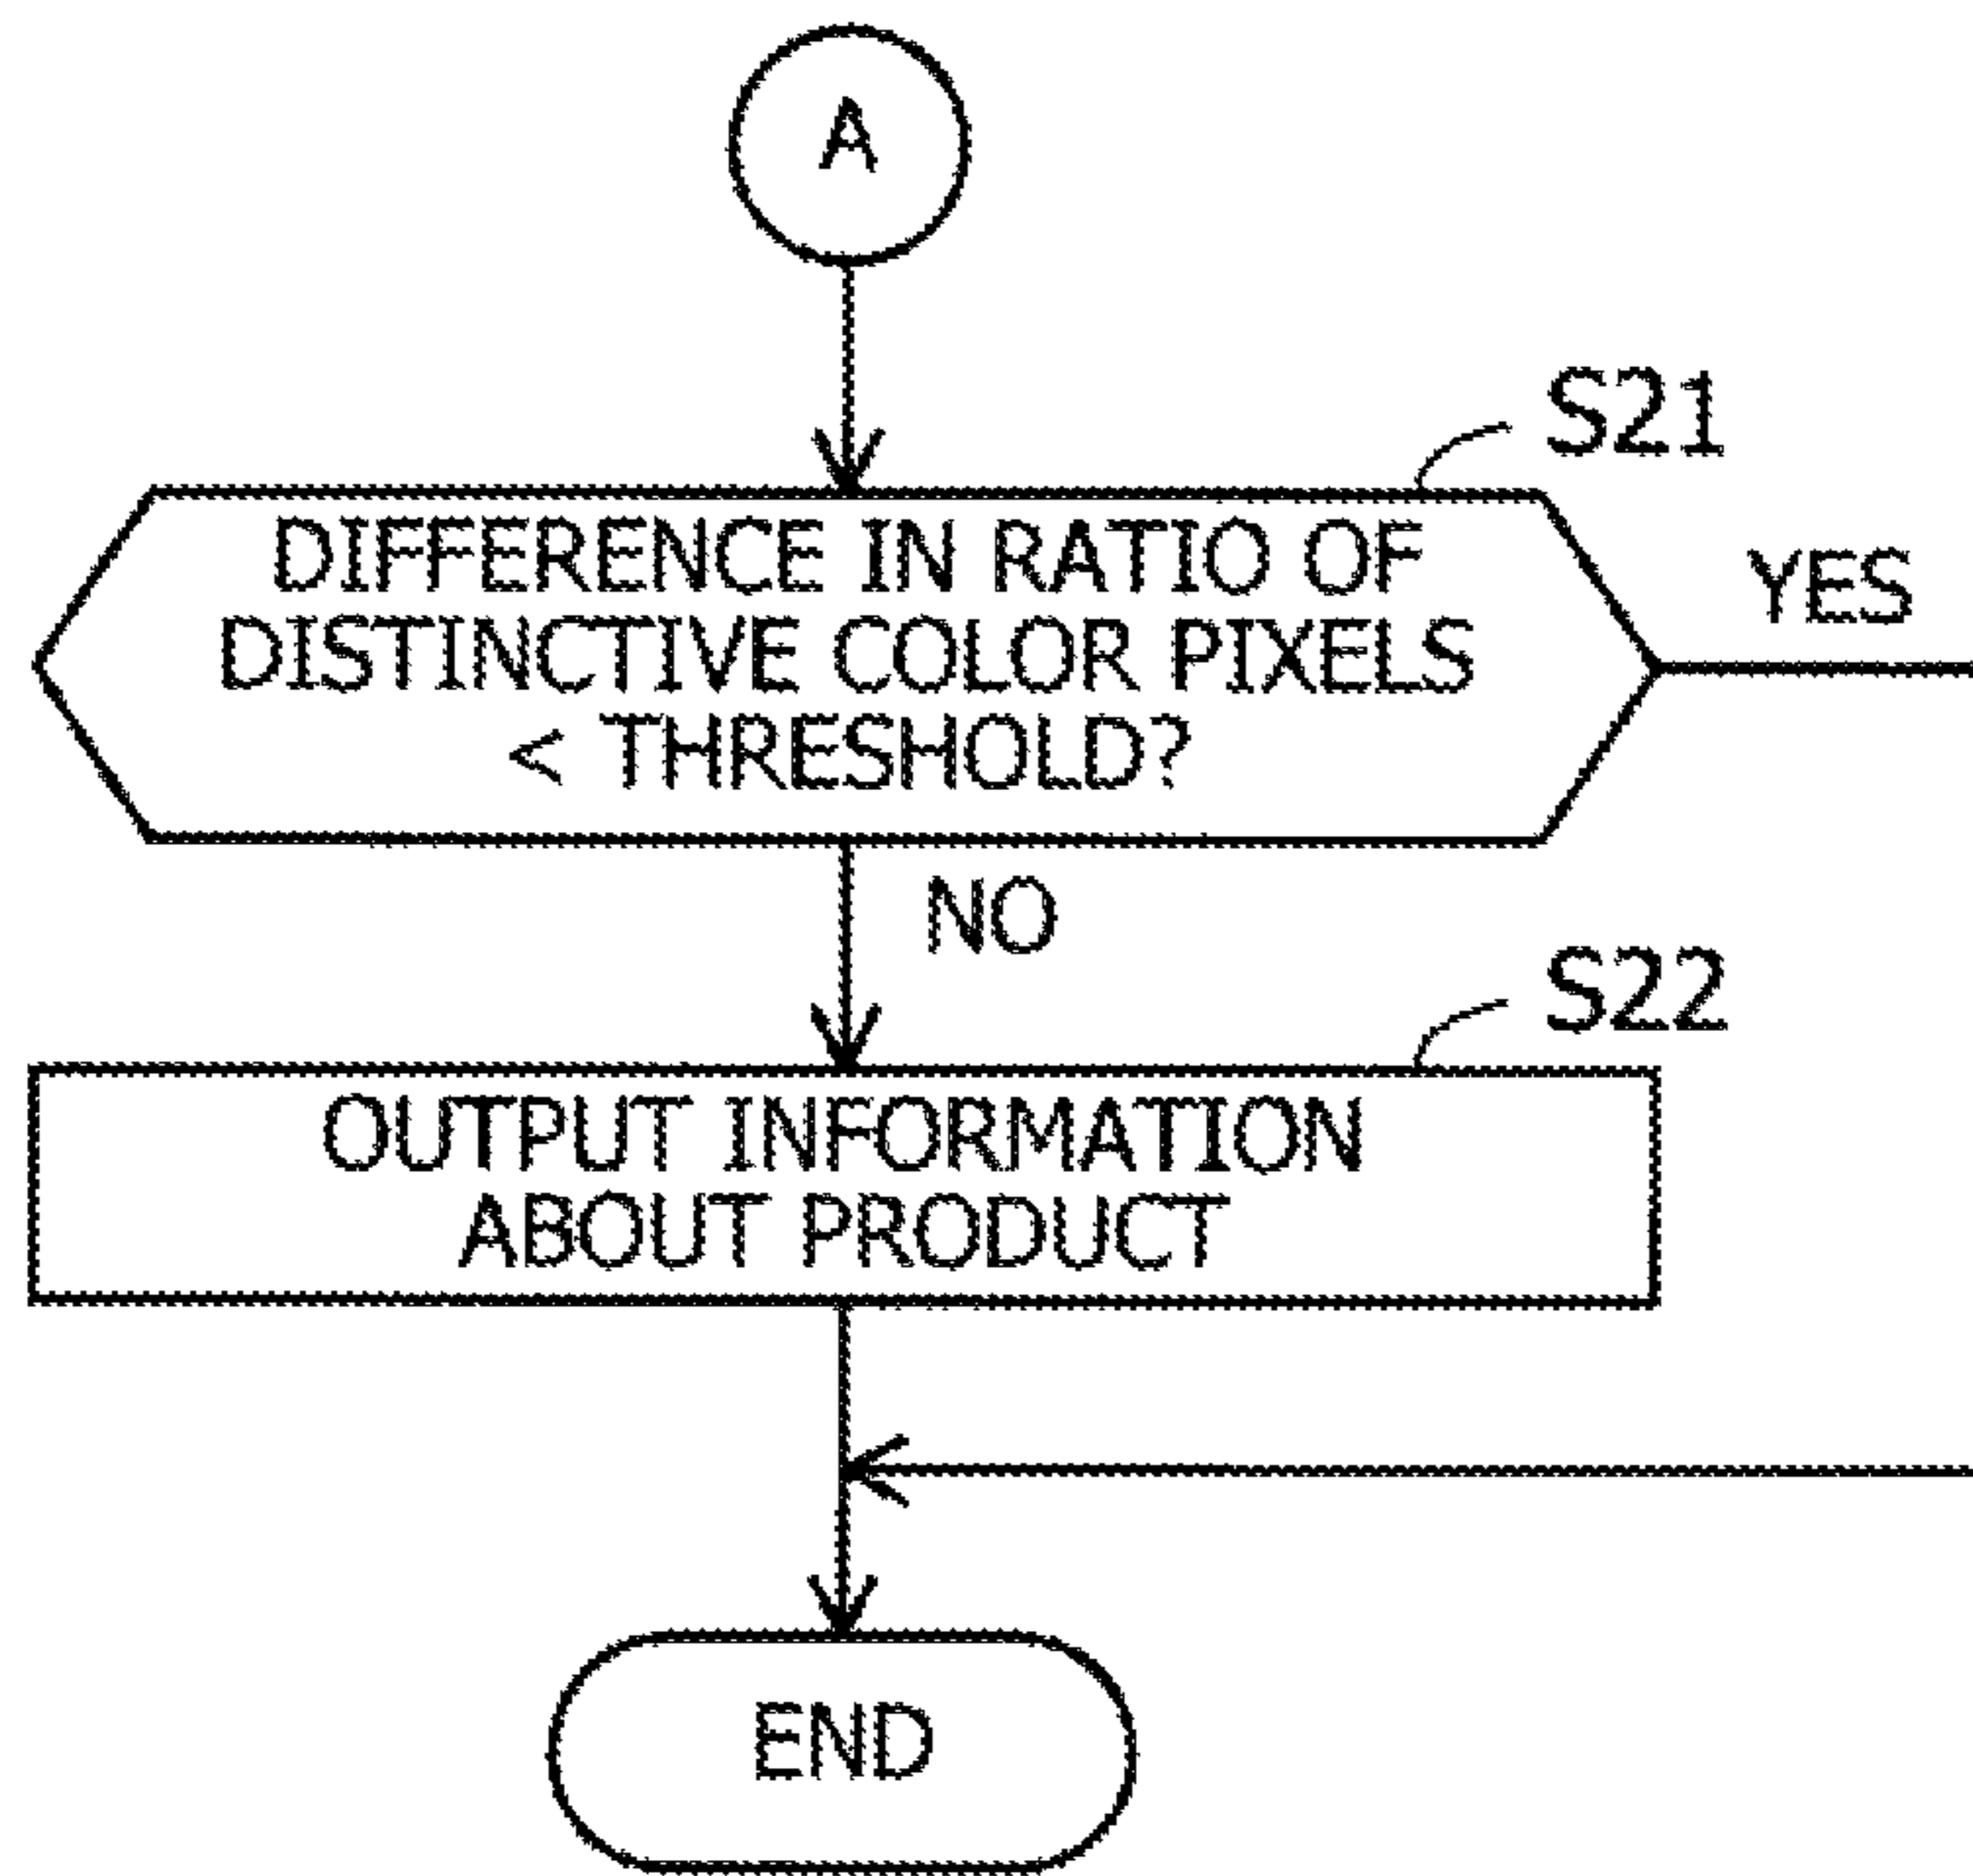 A
S21
DIFFERENCE IN RATIO OF
DISTINCTIVE COLOR PIXELS
< THRESHOLD?
YES
NO
S22
OUTPUT INFORMATION
ABOUT PRODUCT
END